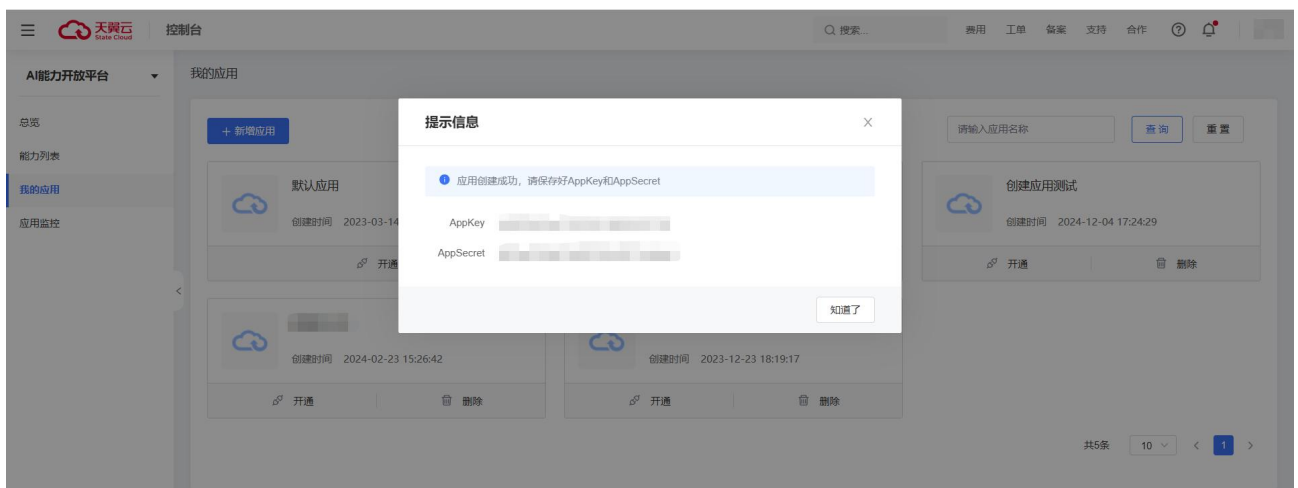 天翼云
State Cloud
控制台
搜索...
费用 工单 备案 支持 合作
AI能力开放平台
我的应用
总览
能力列表
我的应用
应用监控
+ 新增应用
请输入应用名称
查询
重置
提示信息
应用创建成功，请保存好AppKey和AppSecret
AppKey
AppSecret
知道了
默认应用
创建时间 2023-03-14
开通
创建应用测试
创建时间 2024-12-04 17:24:29
开通 删除
创建时间 2024-02-23 15:26:42
开通 删除
创建时间 2023-12-23 18:19:17
开通 删除
共5条 10 < 1 >